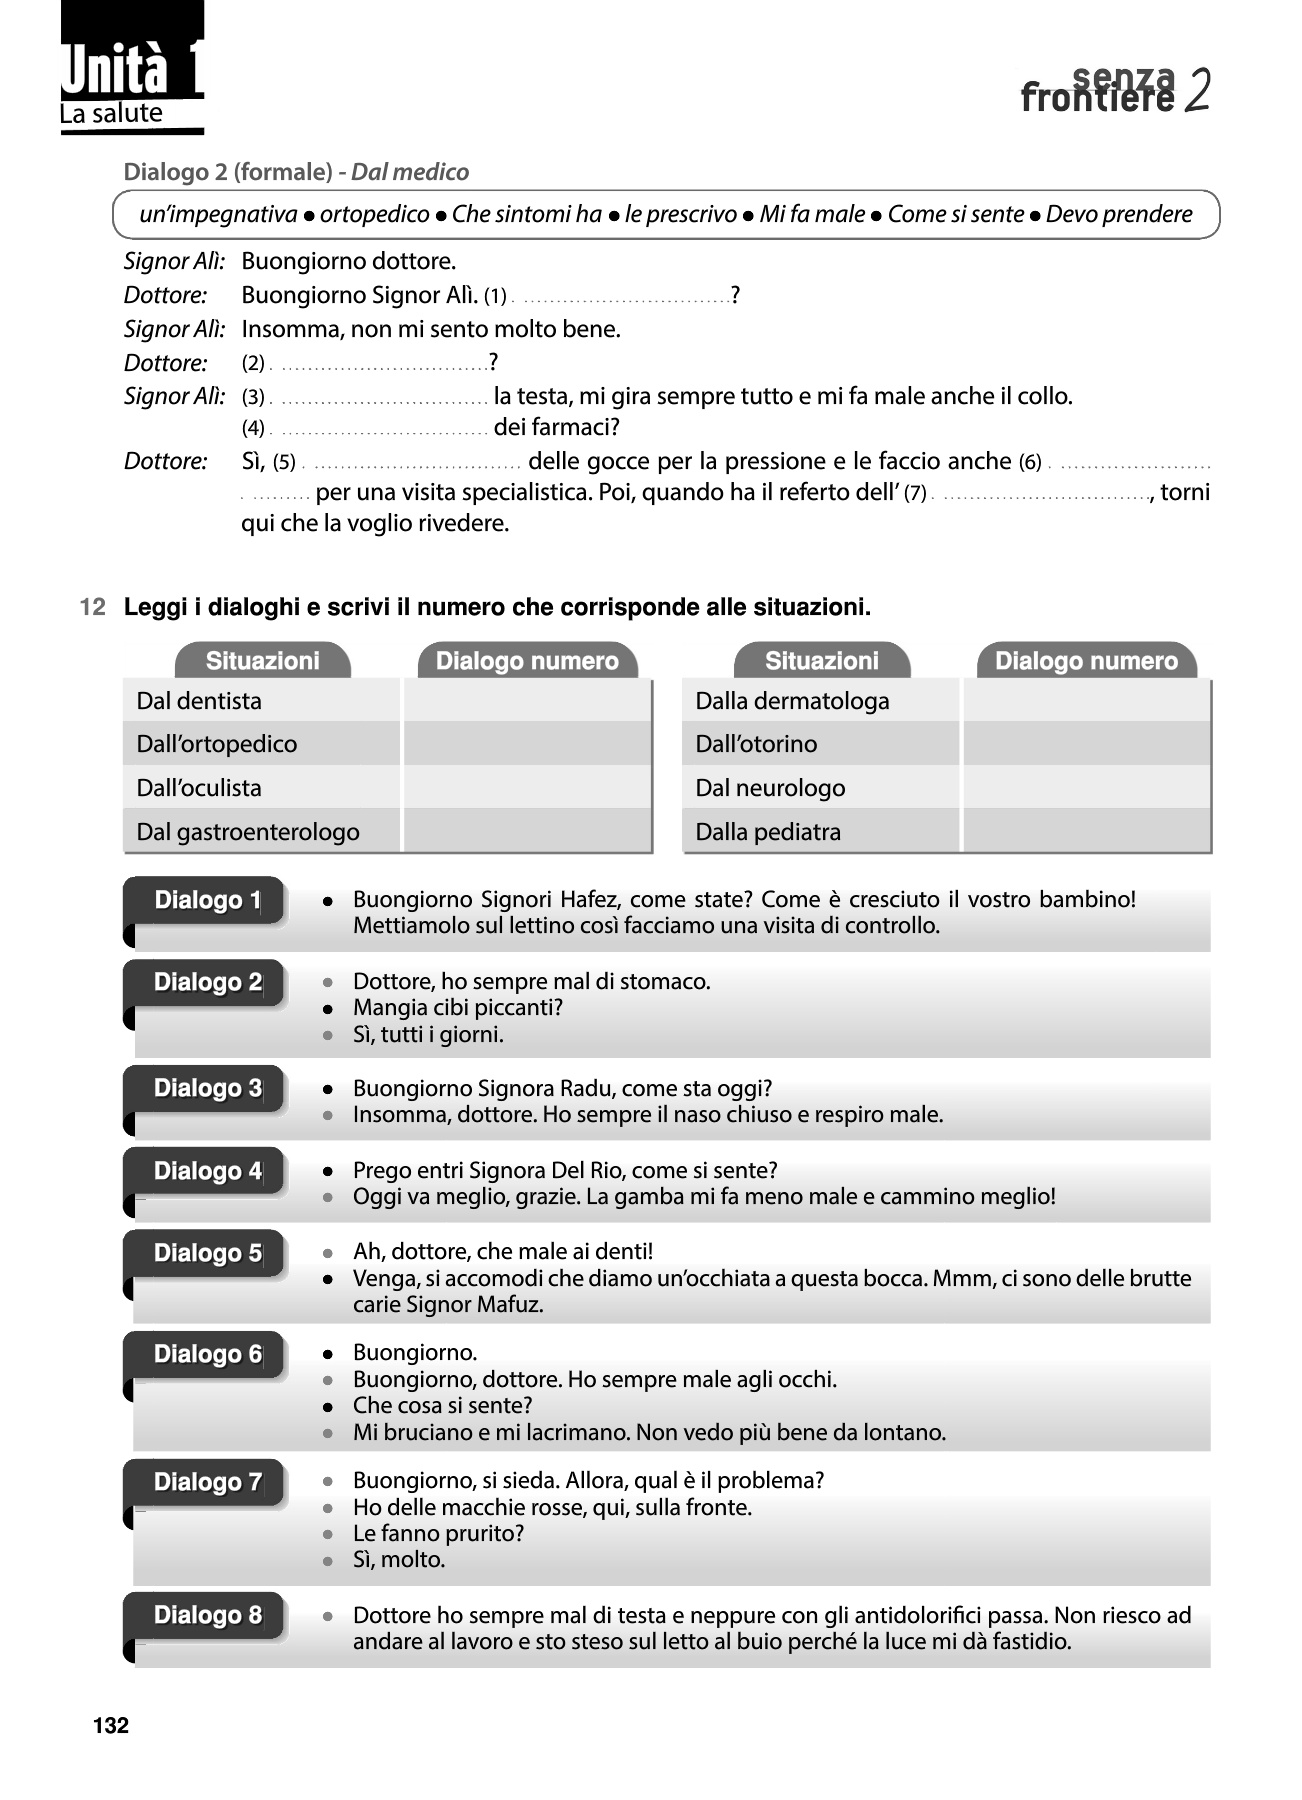 Unità 1
La salute
senza
frontiere 2
Dialogo 2 (formale) - Dal medico
un'impegnativa ● ortopedico ● Che sintomi ha ● le prescrivo ● Mi fa male ● Come si sente ● Devo prendere
Signor Alì: Buongiorno dottore.
Dottore: Buongiorno Signor Alì. (1) . ................................?
Signor Alì: Insomma, non mi sento molto bene.
Dottore: (2) . ................................?
Signor Alì: (3) . ................................ la testa, mi gira sempre tutto e mi fa male anche il collo.
(4) . ................................ dei farmaci?
Dottore: Sì, (5) . ................................ delle gocce per la pressione e le faccio anche (6) . .......................
. ......... per una visita specialistica. Poi, quando ha il referto dell' (7) . ................................, torni
qui che la voglio rivedere.
12 Leggi i dialoghi e scrivi il numero che corrisponde alle situazioni.
Situazioni Dialogo numero Situazioni Dialogo numero
Dal dentista Dalla dermatologa
Dall'ortopedico Dall'otorino
Dall'oculista Dal neurologo
Dal gastroenterologo Dalla pediatra
Dialogo 1 ● Buongiorno Signori Hafez, come state? Come è cresciuto il vostro bambino!
Mettiamolo sul lettino così facciamo una visita di controllo.
Dialogo 2 ● Dottore, ho sempre mal di stomaco.
● Mangia cibi piccanti?
● Sì, tutti i giorni.
Dialogo 3 ● Buongiorno Signora Radu, come sta oggi?
● Insomma, dottore. Ho sempre il naso chiuso e respiro male.
Dialogo 4 ● Prego entri Signora Del Rio, come si sente?
● Oggi va meglio, grazie. La gamba mi fa meno male e cammino meglio!
Dialogo 5 ● Ah, dottore, che male ai denti!
● Venga, si accomodi che diamo un'occhiata a questa bocca. Mmm, ci sono delle brutte
carie Signor Mafuz.
Dialogo 6 ● Buongiorno.
● Buongiorno, dottore. Ho sempre male agli occhi.
● Che cosa si sente?
● Mi bruciano e mi lacrimano. Non vedo più bene da lontano.
Dialogo 7 ● Buongiorno, si sieda. Allora, qual è il problema?
● Ho delle macchie rosse, qui, sulla fronte.
● Le fanno prurito?
● Sì, molto.
Dialogo 8 ● Dottore ho sempre mal di testa e neppure con gli antidolorifici passa. Non riesco ad
andare al lavoro e sto steso sul letto al buio perché la luce mi dà fastidio.
132